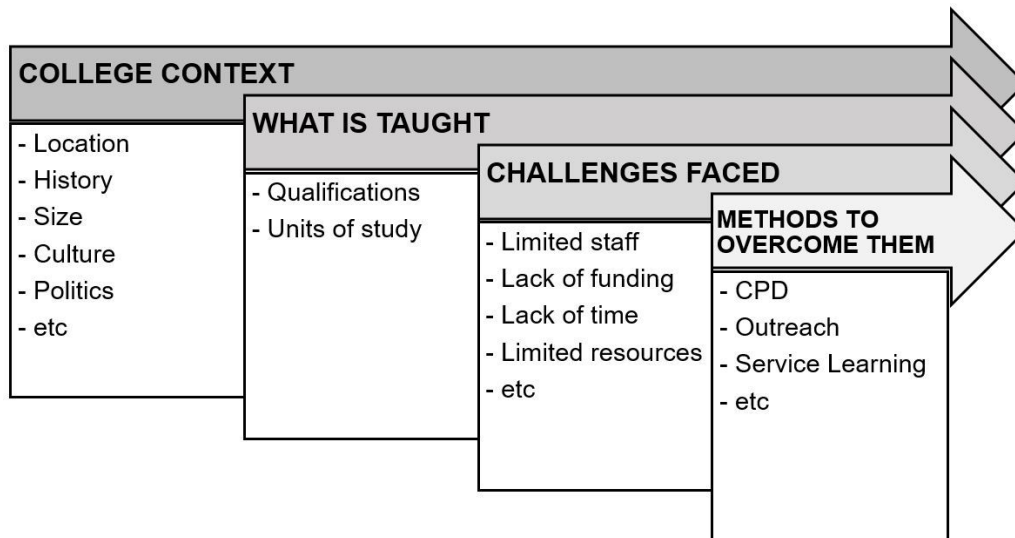 COLLEGE CONTEXT
- Location
- History
- Size
- Culture
- Politics
- etc
WHAT IS TAUGHT
- Qualifications
- Units of study
CHALLENGES FACED
- Limited staff
- Lack of funding
- Lack of time
- Limited resources
- etc
METHODS TO
OVERCOME THEM
- CPD
- Outreach
- Service Learning
- etc